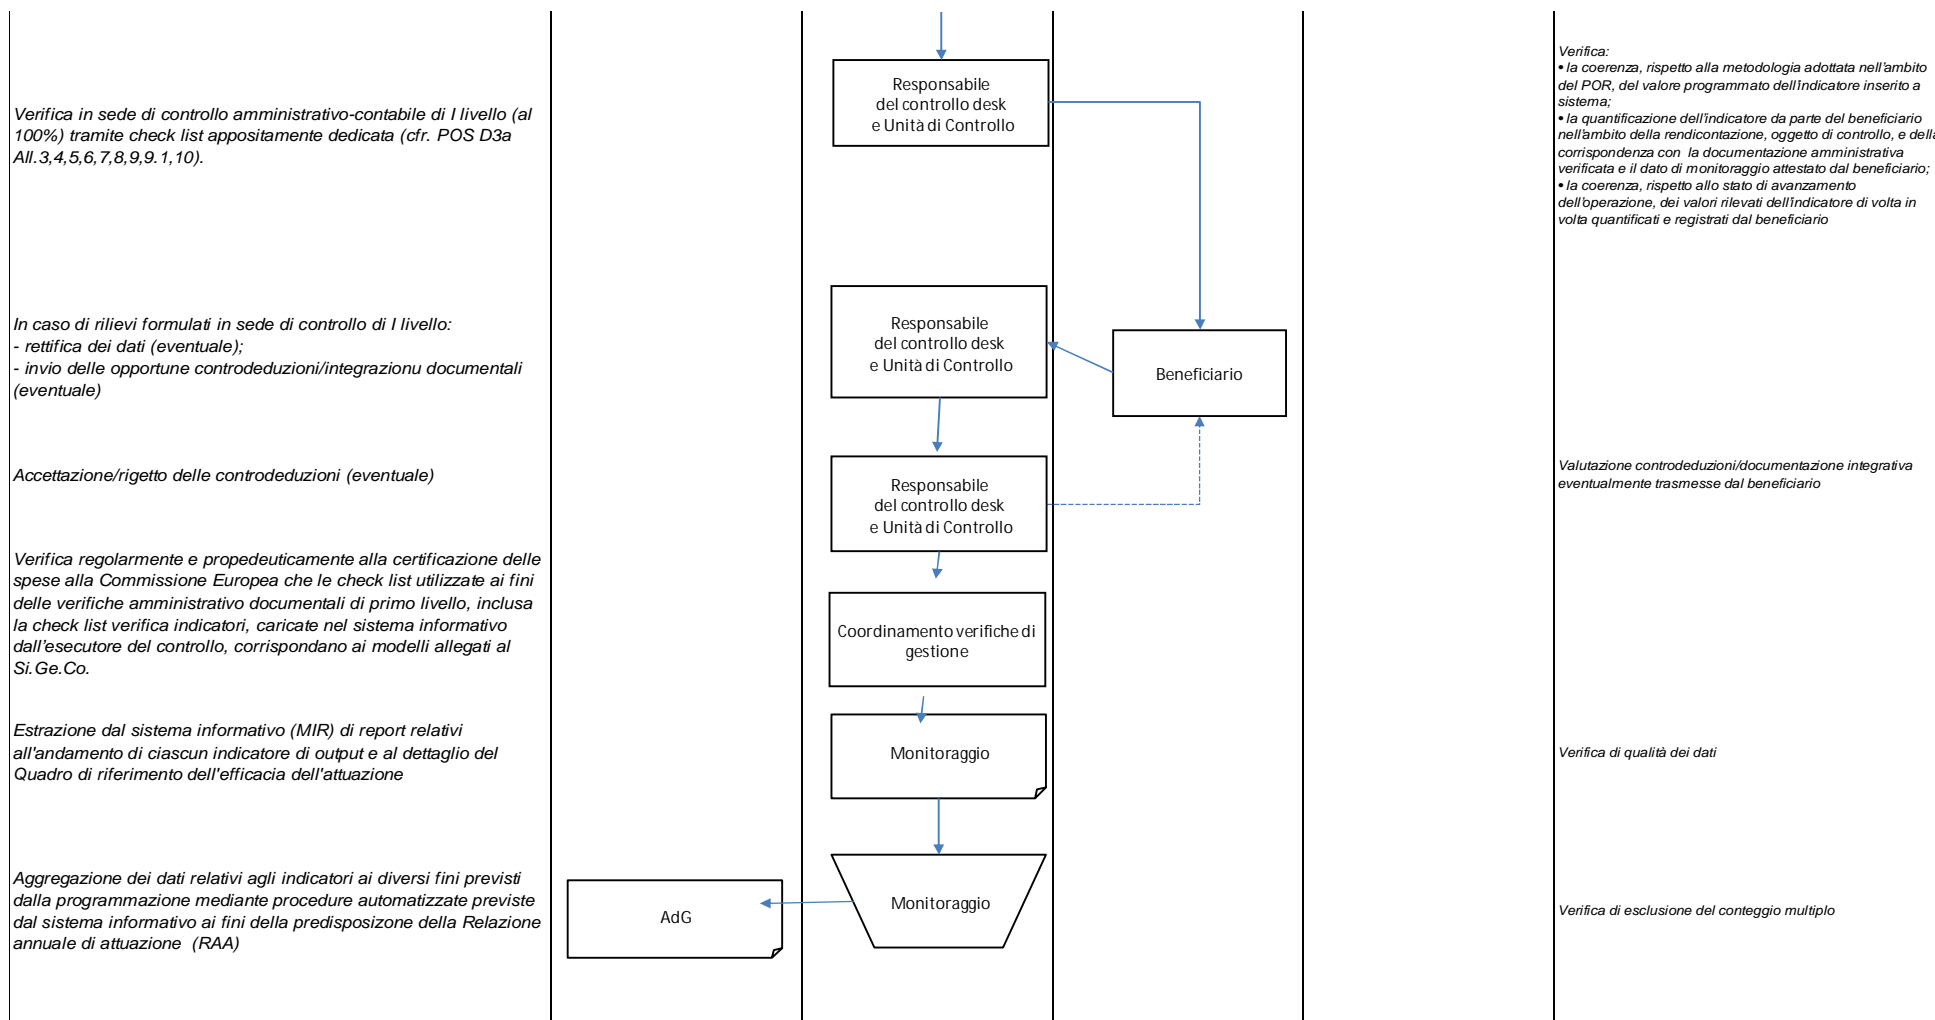 Verifica in sede di controllo amministrativo-contabile di I livello (al
100%) tramite check list appositamente dedicata (cfr. POS D3a
All.3,4,5,6,7,8,9,9.1,10).
Responsabile
del controllo desk
e Unità di Controllo
Verifica:
• la coerenza, rispetto alla metodologia adottata nell'ambito
del POR, del valore programmato dell'indicatore inserito a
sistema;
• la quantificazione dell'indicatore da parte del beneficiario
nell'ambito della rendicontazione, oggetto di controllo, e della
corrispondenza con la documentazione amministrativa
verificata e il dato di monitoraggio attestato dal beneficiario;
• la coerenza, rispetto allo stato di avanzamento
dell'operazione, dei valori rilevati dell'indicatore di volta in
volta quantificati e registrati dal beneficiario
In caso di rilievi formulati in sede di controllo di I livello:
- rettifica dei dati (eventuale);
- invio delle opportune controdeduzioni/integrazionu documentali
(eventuale)
Responsabile
del controllo desk
e Unità di Controllo
Beneficiario
Accettazione/rigetto delle controdeduzioni (eventuale)
Responsabile
del controllo desk
e Unità di Controllo
Valutazione controdeduzioni/documentazione integrativa
eventualmente trasmesse dal beneficiario
Verifica regolarmente e propedeuticamente alla certificazione delle
spese alla Commissione Europea che le check list utilizzate ai fini
delle verifiche amministrativo documentali di primo livello, inclusa
la check list verifica indicatori, caricate nel sistema informativo
dall'esecutore del controllo, corrispondano ai modelli allegati al
Si.Ge.Co.
Coordinamento verifiche di
gestione
Estrazione dal sistema informativo (MIR) di report relativi
all'andamento di ciascun indicatore di output e al dettaglio del
Quadro di riferimento dell'efficacia dell'attuazione
Monitoraggio
Verifica di qualità dei dati
Aggregazione dei dati relativi agli indicatori ai diversi fini previsti
dalla programmazione mediante procedure automatizzate previste
dal sistema informativo ai fini della predisposizone della Relazione
annuale di attuazione (RAA)
AdG
Monitoraggio
Verifica di esclusione del conteggio multiplo